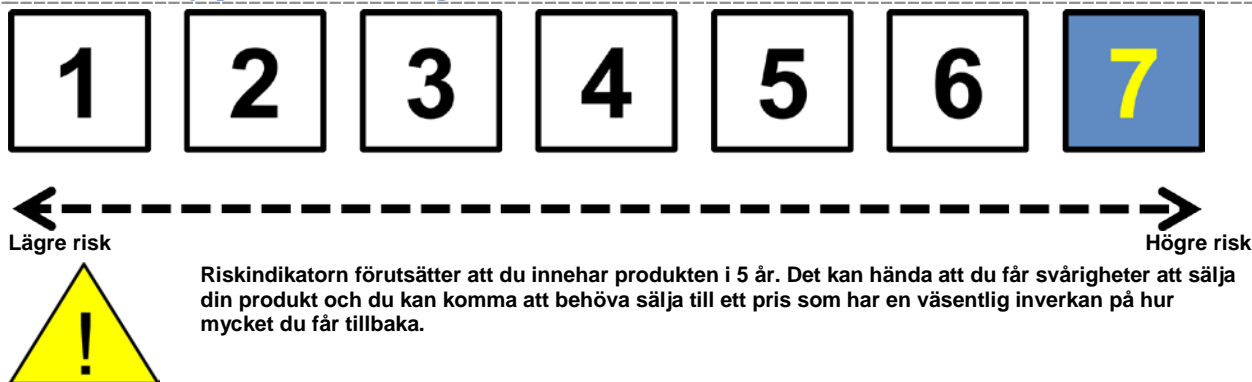 1 2 3 4 5 6 7
Lägre risk Högre risk
Riskindikatorn förutsätter att du innehar produkten i 5 år. Det kan hända att du får svårigheter att sälja
din produkt och du kan komma att behöva sälja till ett pris som har en väsentlig inverkan på hur
mycket du får tillbaka.
!